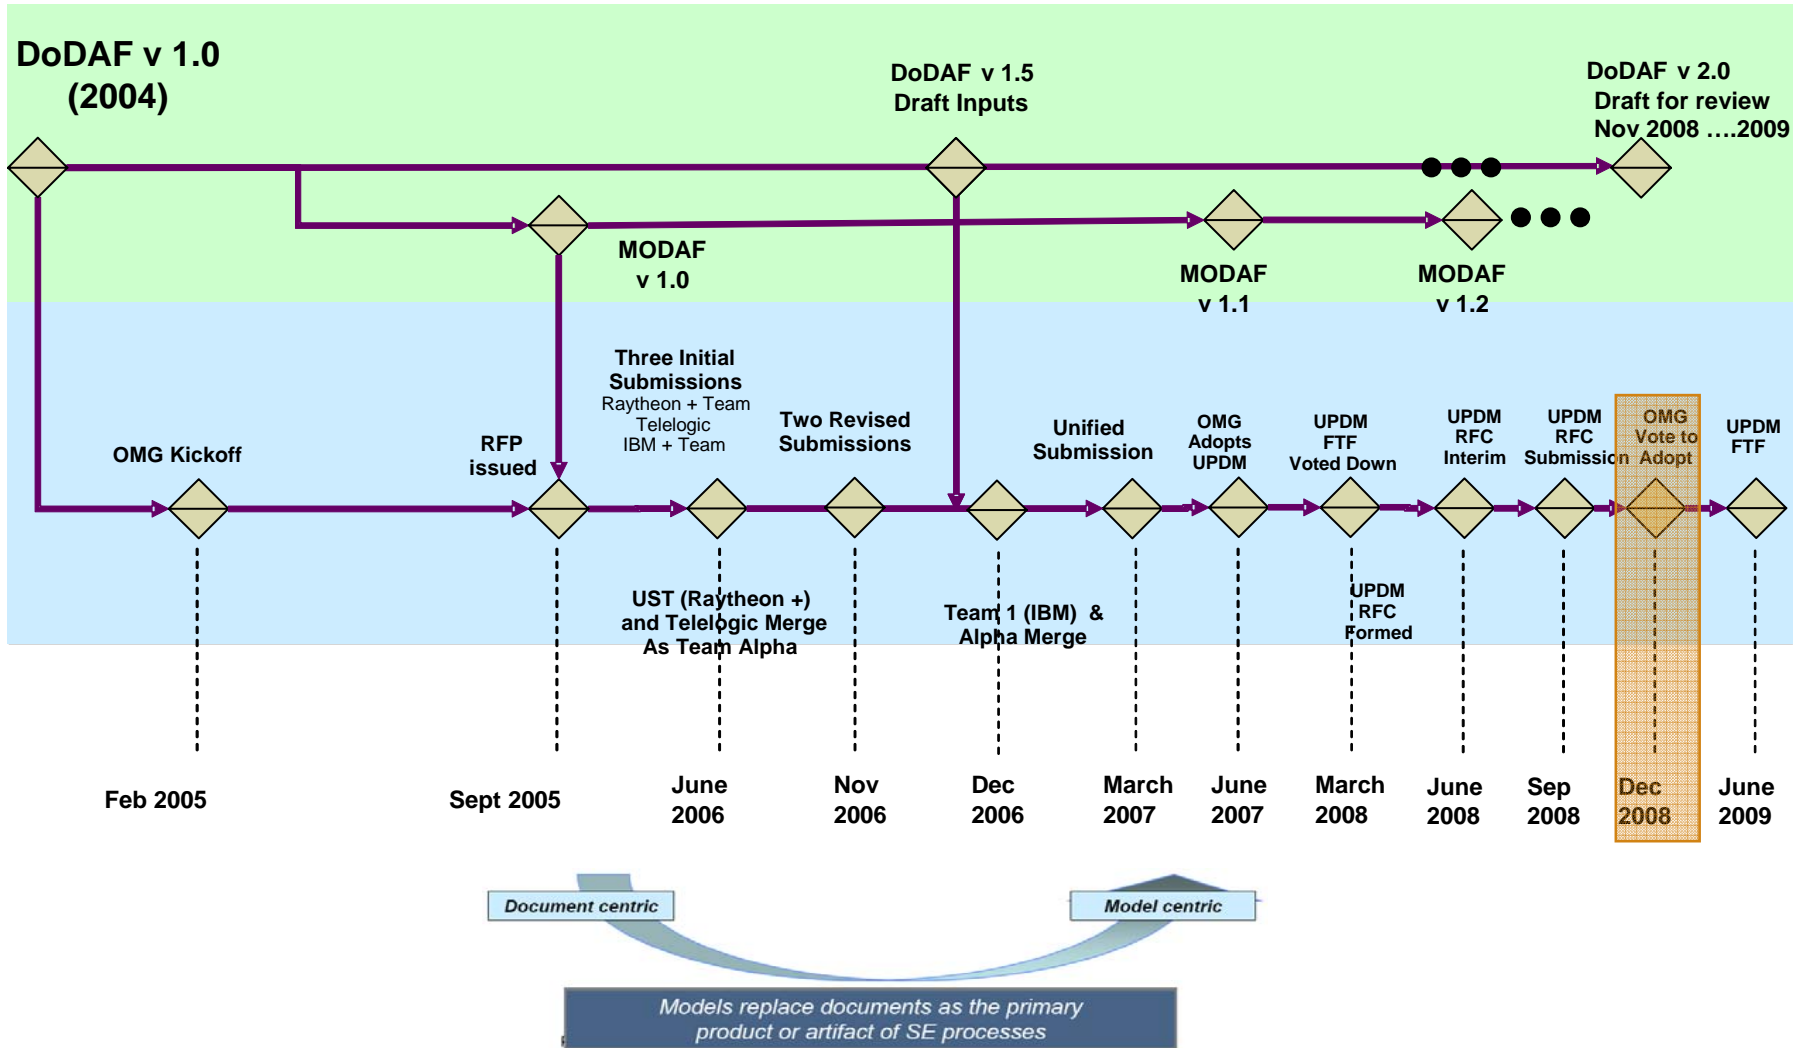 DoDAF v 1.0
(2004)
DoDAF v 1.5
Draft Inputs
DoDAF v 2.0
Draft for review
Nov 2008 ....2009
MODAF
v 1.0
MODAF
v 1.1
MODAF
v 1.2
OMG Kickoff
RFP
issued
Three Initial
Submissions
Raytheon + Team
Telelogic
IBM + Team
Two Revised
Submissions
Unified
Submission
OMG
Adopts
UPDM
UPDM
FTF
Voted Down
UPDM
RFC
Interim
UPDM
RFC
Submission
OMG
Vote to
Adopt
UPDM
FTF
UST (Raytheon +)
and Telelogic Merge
As Team Alpha
Team 1 (IBM) &
Alpha Merge
UPDM
RFC
Formed
Feb 2005
Sept 2005
June
2006
Nov
2006
Dec
2006
March
2007
June
2007
March
2008
June
2008
Sep
2008
Dec
2008
June
2009
Document centric
Model centric
Models replace documents as the primary
product or artifact of SE processes